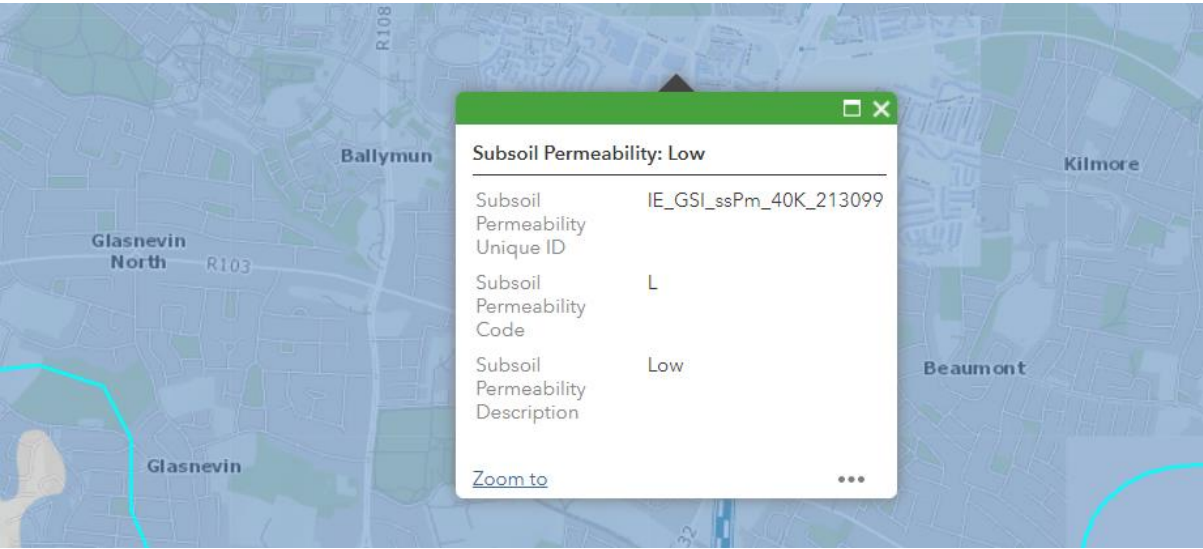 R108
Ballymun
Kilmore
Glasnevin
North
R103
Beaumont
Glasnevin
32
Subsoil Permeability: Low
Subsoil
Permeability
Unique ID
IE_GSI_ssPm_40K_213099
Subsoil
Permeability
Code
L
Subsoil
Permeability
Description
Low
Zoom to